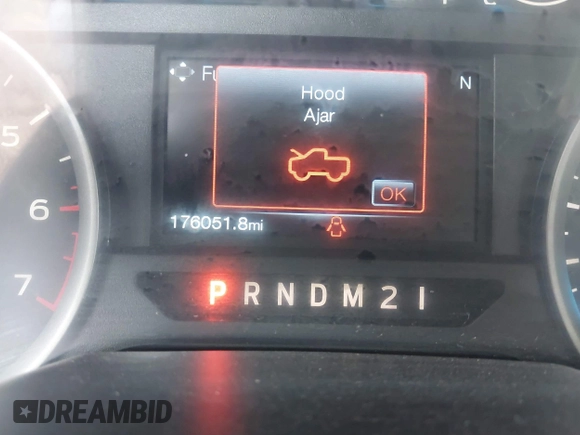 Hood
Ajar
N
OK
176051.8mi
5
6
7
P R N D M 2 1
DREAMBID